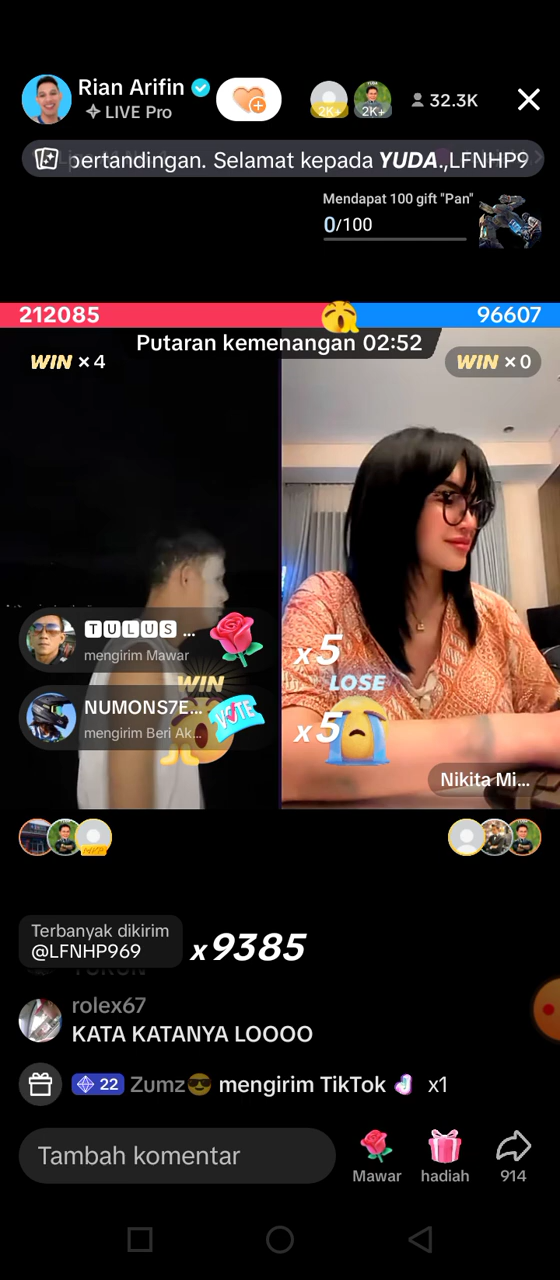 Rian Arifin
LIVE Pro
2K+
2K+
32.3K
pertandingan. Selamat kepada YUDA.,LFNHP9
Mendapat 100 gift "Pan"
0/100
212085
96607
Putaran kemenangan 02:52
WIN ×4
WIN ×0
TULUS ...
mengirim Mawar
x5
WIN
LOSE
NUMONS7E...
mengirim Beri Ak...
VOTE
x5
Nikita Mi...
Terbanyak dikirim
@LFNHP969
x9385
rolex67
KATA KATANYA LOOOO
22 Zumz😎 mengirim TikTok x1
Tambah komentar
Mawar
hadiah
914